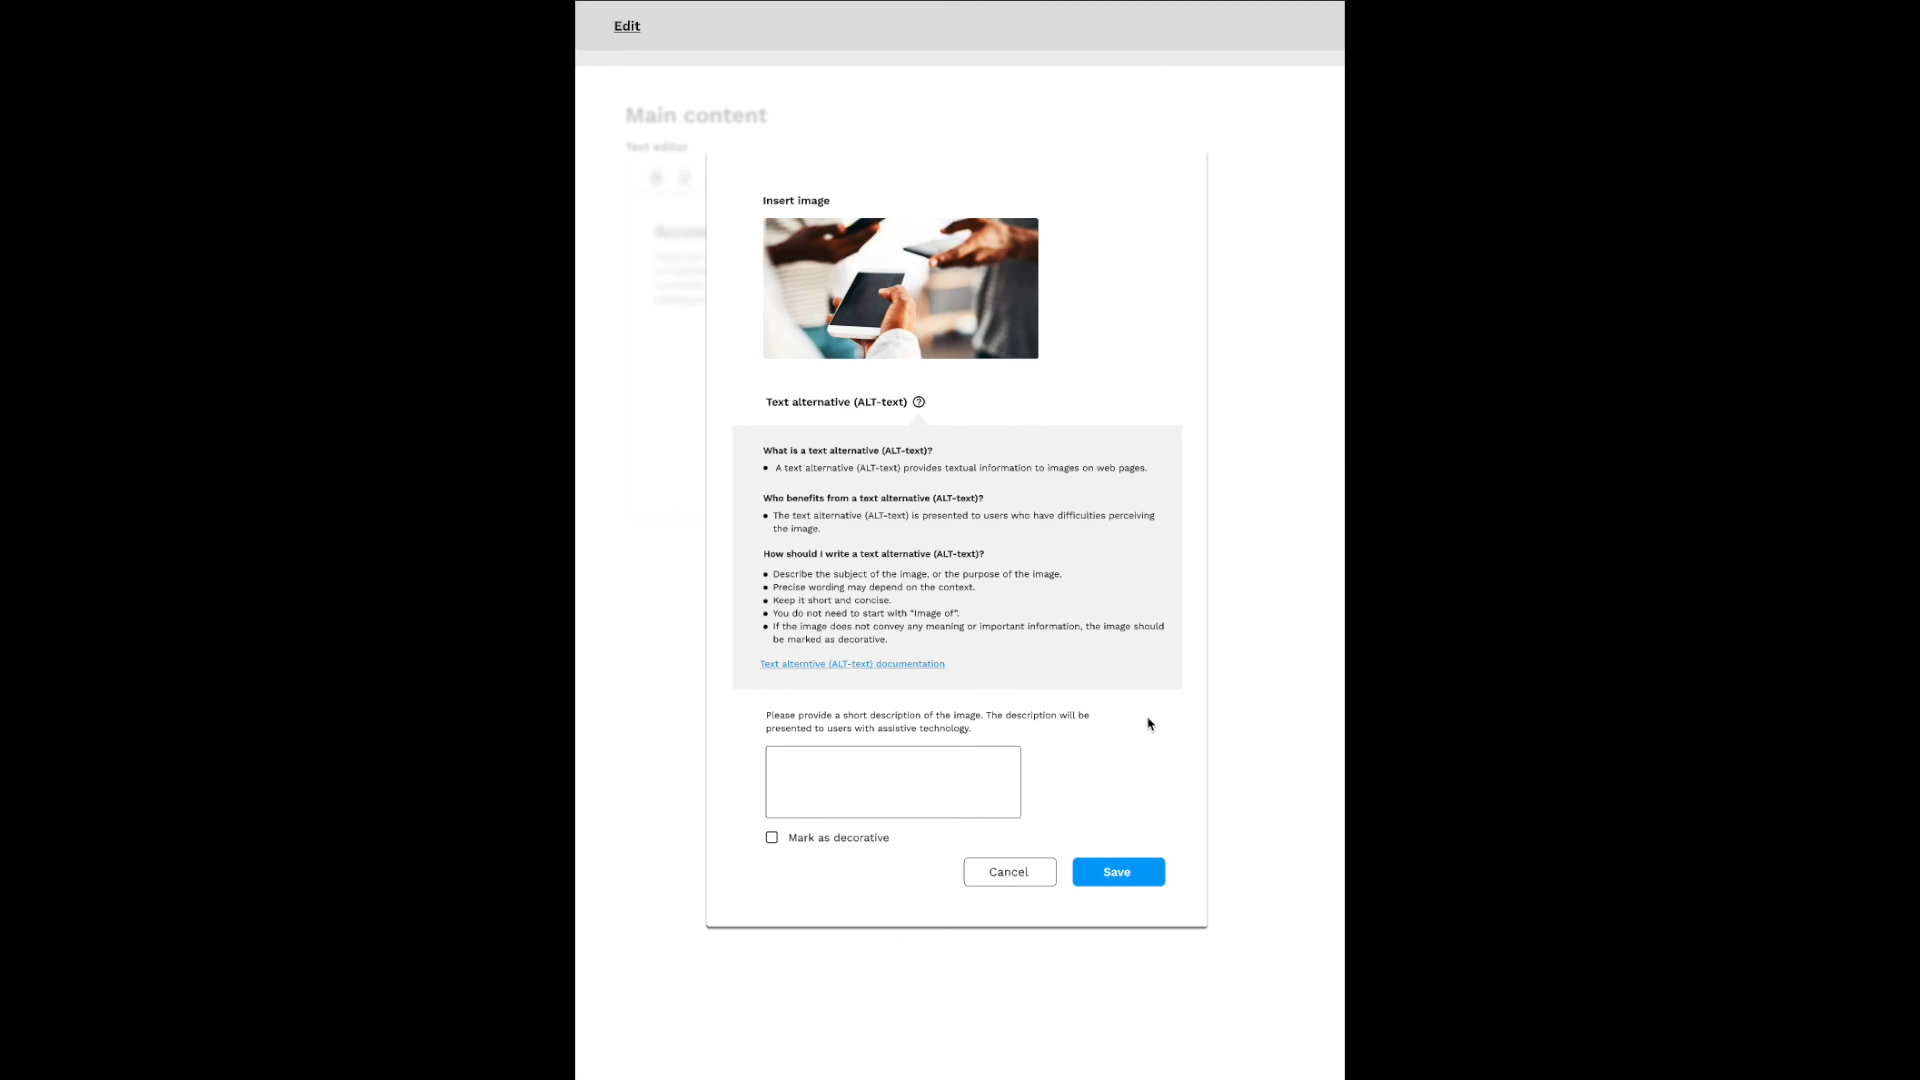 Edit
Main content
Text editor
B U
Insert image
Text alternative (ALT-text) ?
What is a text alternative (ALT-text)?
• A text alternative (ALT-text) provides textual information to images on web pages.
Who benefits from a text alternative (ALT-text)?
• The text alternative (ALT-text) is presented to users who have difficulties perceiving
the image.
How should I write a text alternative (ALT-text)?
• Describe the subject of the image, or the purpose of the image.
• Precise wording may depend on the context.
• Keep it short and concise.
• You do not need to start with “Image of”.
• If the image does not convey any meaning or important information, the image should
be marked as decorative.
Text alterntive (ALT-text) documentation
Please provide a short description of the image. The description will be
presented to users with assistive technology.
Mark as decorative
Cancel
Save